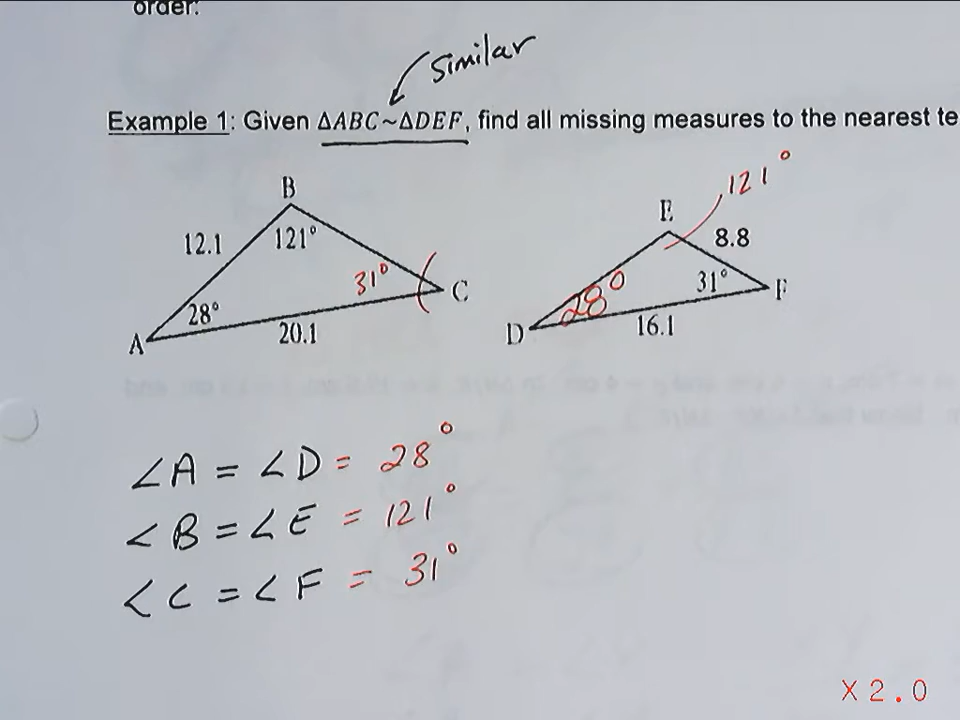 order:
similar
Example 1: Given ΔABC~ΔDEF, find all missing measures to the nearest te
B
121°
12.1
31°
C
28°
A
20.1
121°
E
8.8
31°
F
28°
D
16.1
∠A = ∠D = 28°
∠B = ∠E = 121°
∠C = ∠F = 31°
X2.0